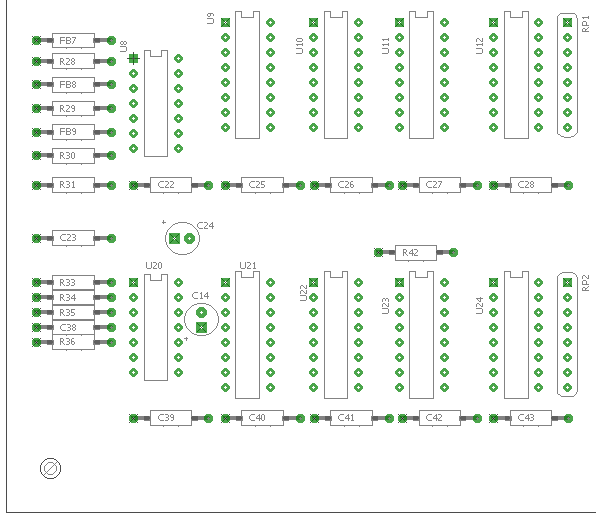 FB7
R28
FB8
R29
FB9
R30
R31
U8
U9
U10
U11
U12
RP1
C22
C25
C26
C27
C28
C23
+
C24
R42
R33
R34
R35
C38
R36
U20
C14
+
U21
U22
U23
U24
RP2
C39
C40
C41
C42
C43